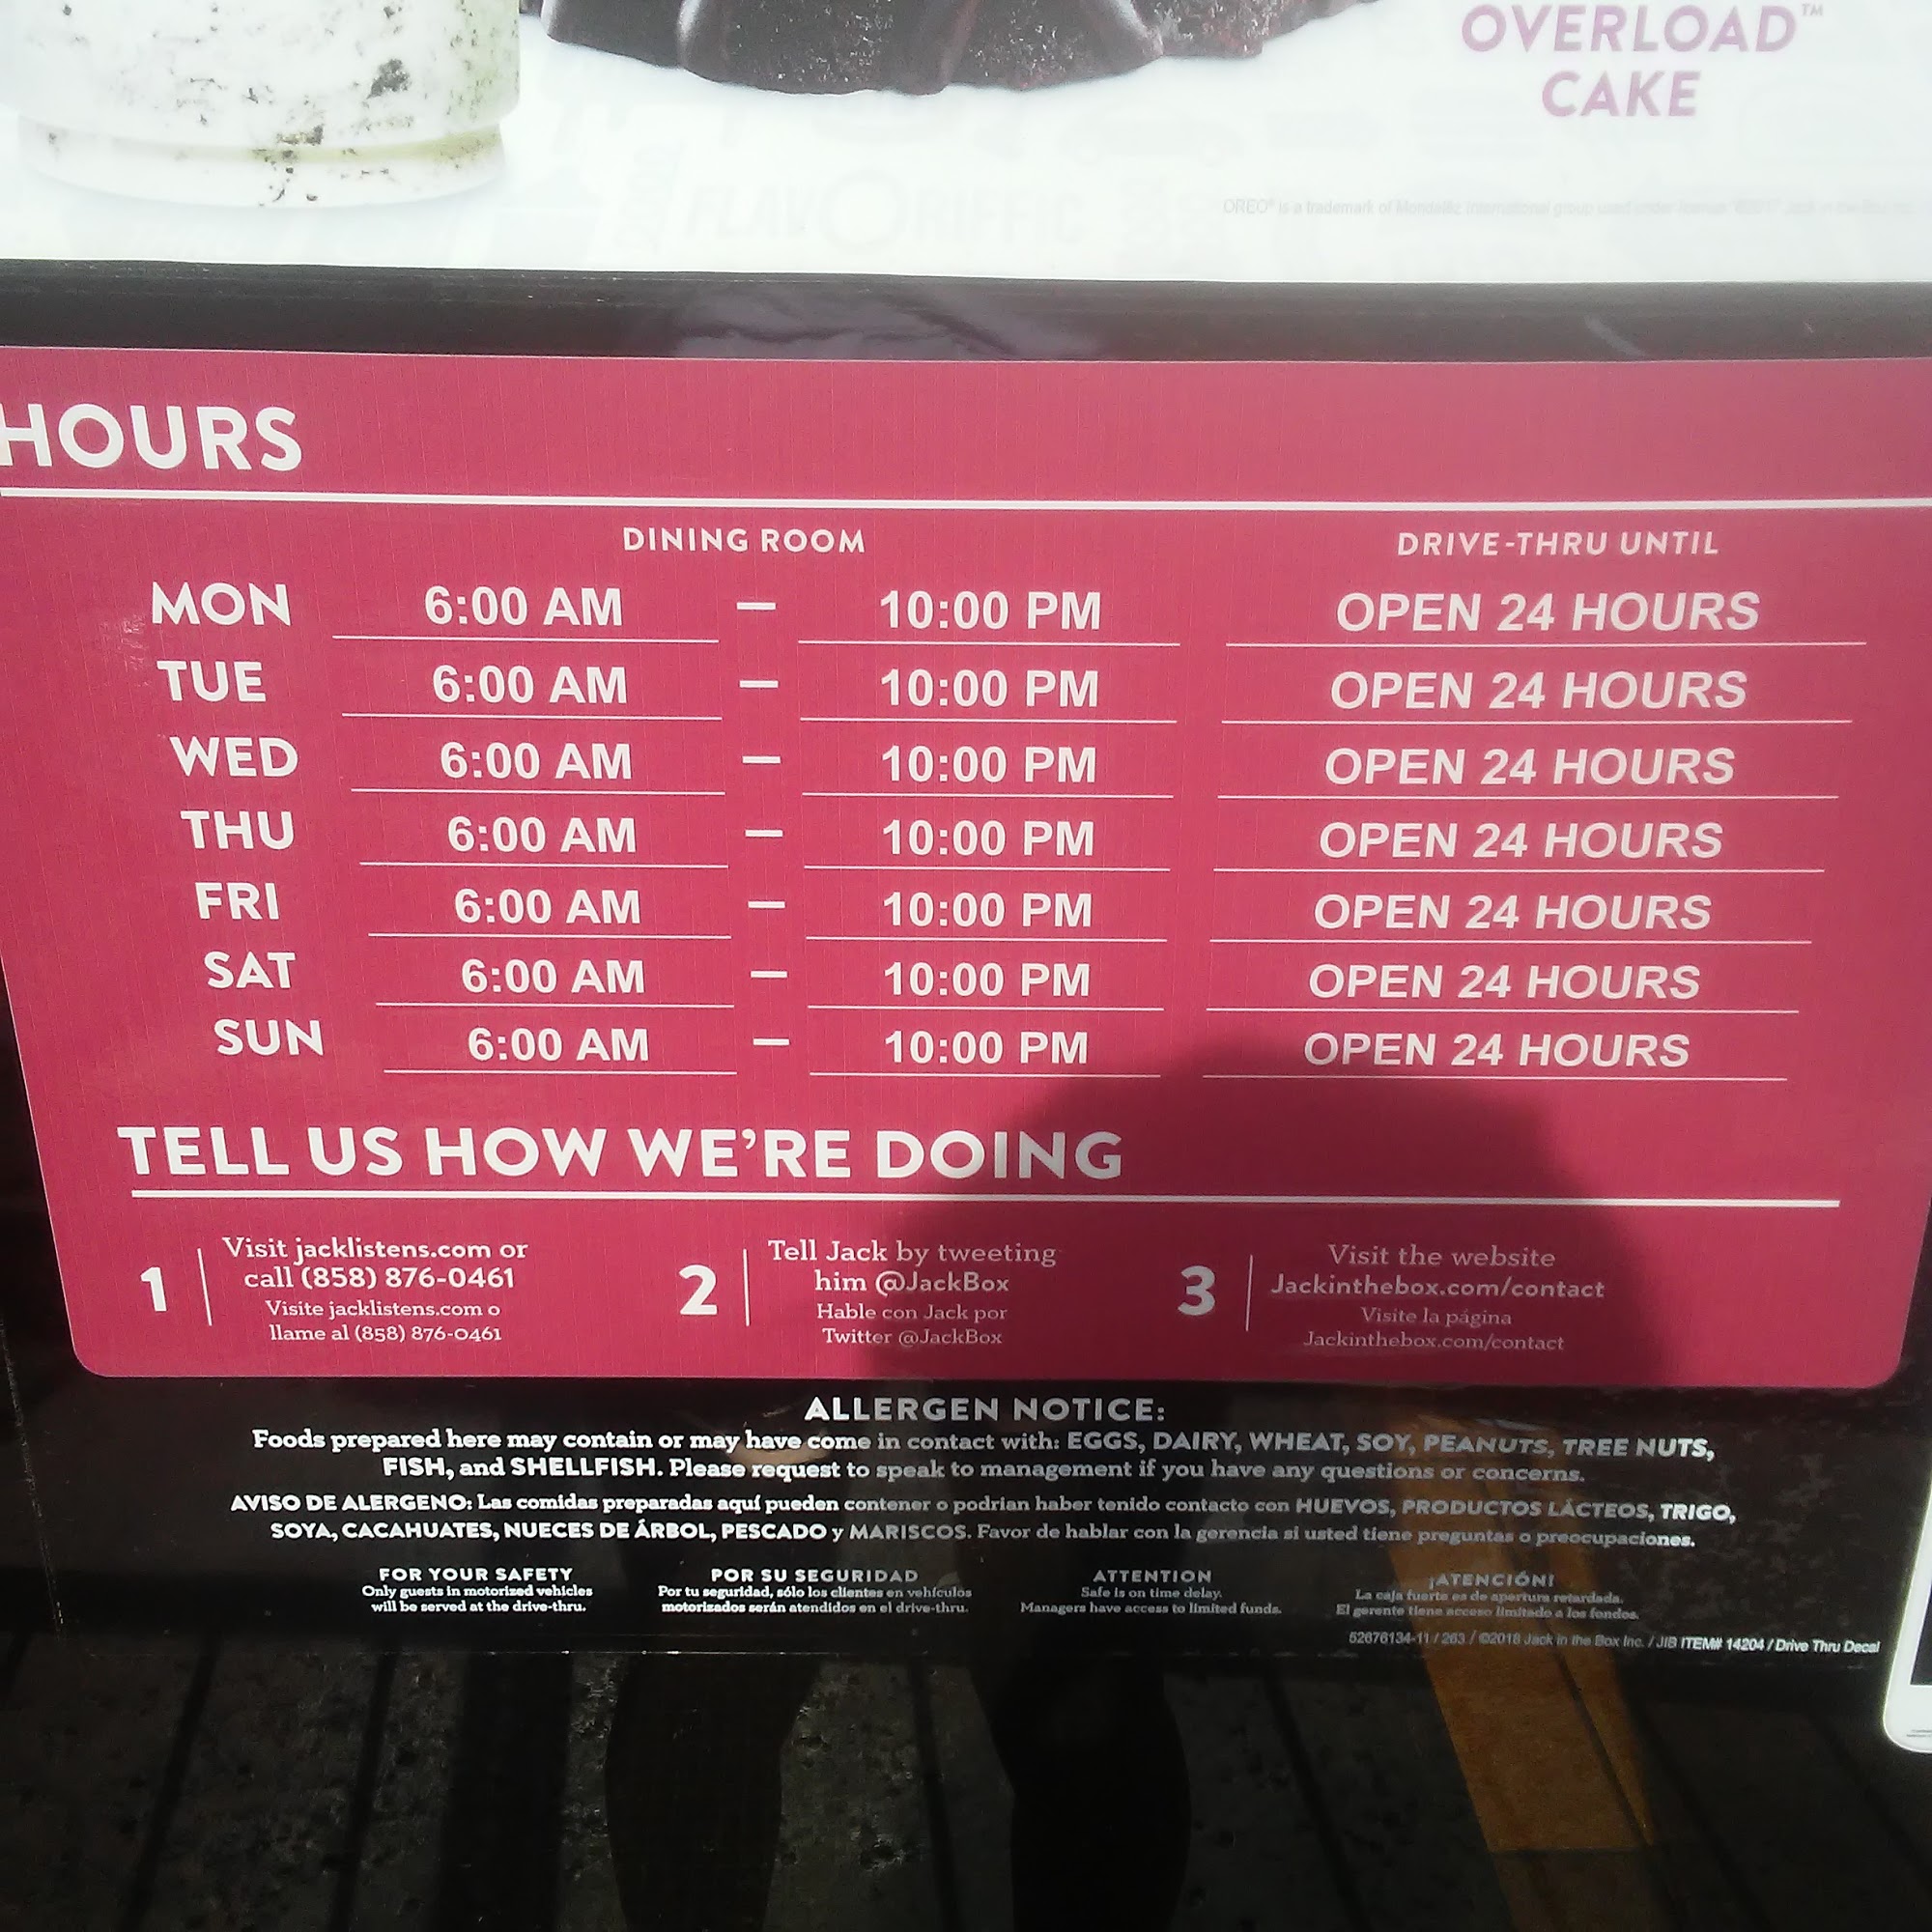 OVERLOAD™
CAKE
FLAVORIFFIC
OREO® is a trademark of Mondelēz International group used under license.
HOURS
DINING ROOM DRIVE-THRU UNTIL
MON 6:00 AM – 10:00 PM OPEN 24 HOURS
TUE 6:00 AM – 10:00 PM OPEN 24 HOURS
WED 6:00 AM – 10:00 PM OPEN 24 HOURS
THU 6:00 AM – 10:00 PM OPEN 24 HOURS
FRI 6:00 AM – 10:00 PM OPEN 24 HOURS
SAT 6:00 AM – 10:00 PM OPEN 24 HOURS
SUN 6:00 AM – 10:00 PM OPEN 24 HOURS
TELL US HOW WE'RE DOING
1
Visit jacklistens.com or
call (858) 876-0461
Visite jacklistens.com o
llame al (858) 876-0461
2
Tell Jack by tweeting
him @JackBox
Hable con Jack por
Twitter @JackBox
3
Visit the website
Jackinthebox.com/contact
Visite la página
Jackinthebox.com/contact
ALLERGEN NOTICE:
Foods prepared here may contain or may have come in contact with: EGGS, DAIRY, WHEAT, SOY, PEANUTS, TREE NUTS,
FISH, and SHELLFISH. Please request to speak to management if you have any questions or concerns.
AVISO DE ALERGENO: Las comidas preparadas aquí pueden contener o podrian haber tenido contacto con HUEVOS, PRODUCTOS LÁCTEOS, TRIGO,
SOYA, CACAHUATES, NUECES DE ÁRBOL, PESCADO y MARISCOS. Favor de hablar con la gerencia si usted tiene preguntas o preocupaciones.
FOR YOUR SAFETY
Only guests in motorized vehicles
will be served at the drive-thru.
POR SU SEGURIDAD
Por tu seguridad, sólo los clientes en vehículos
motorizados serán atendidos en el drive-thru.
ATTENTION
Safe is on time delay.
Managers have access to limited funds.
¡ATENCIÓN!
La caja fuerte es de apertura retardada.
El gerente tiene acceso limitado a los fondos.
52676134-11 / 263 / ©2018 Jack in the Box Inc. / JIB ITEM# 14204 / Drive Thru Decal